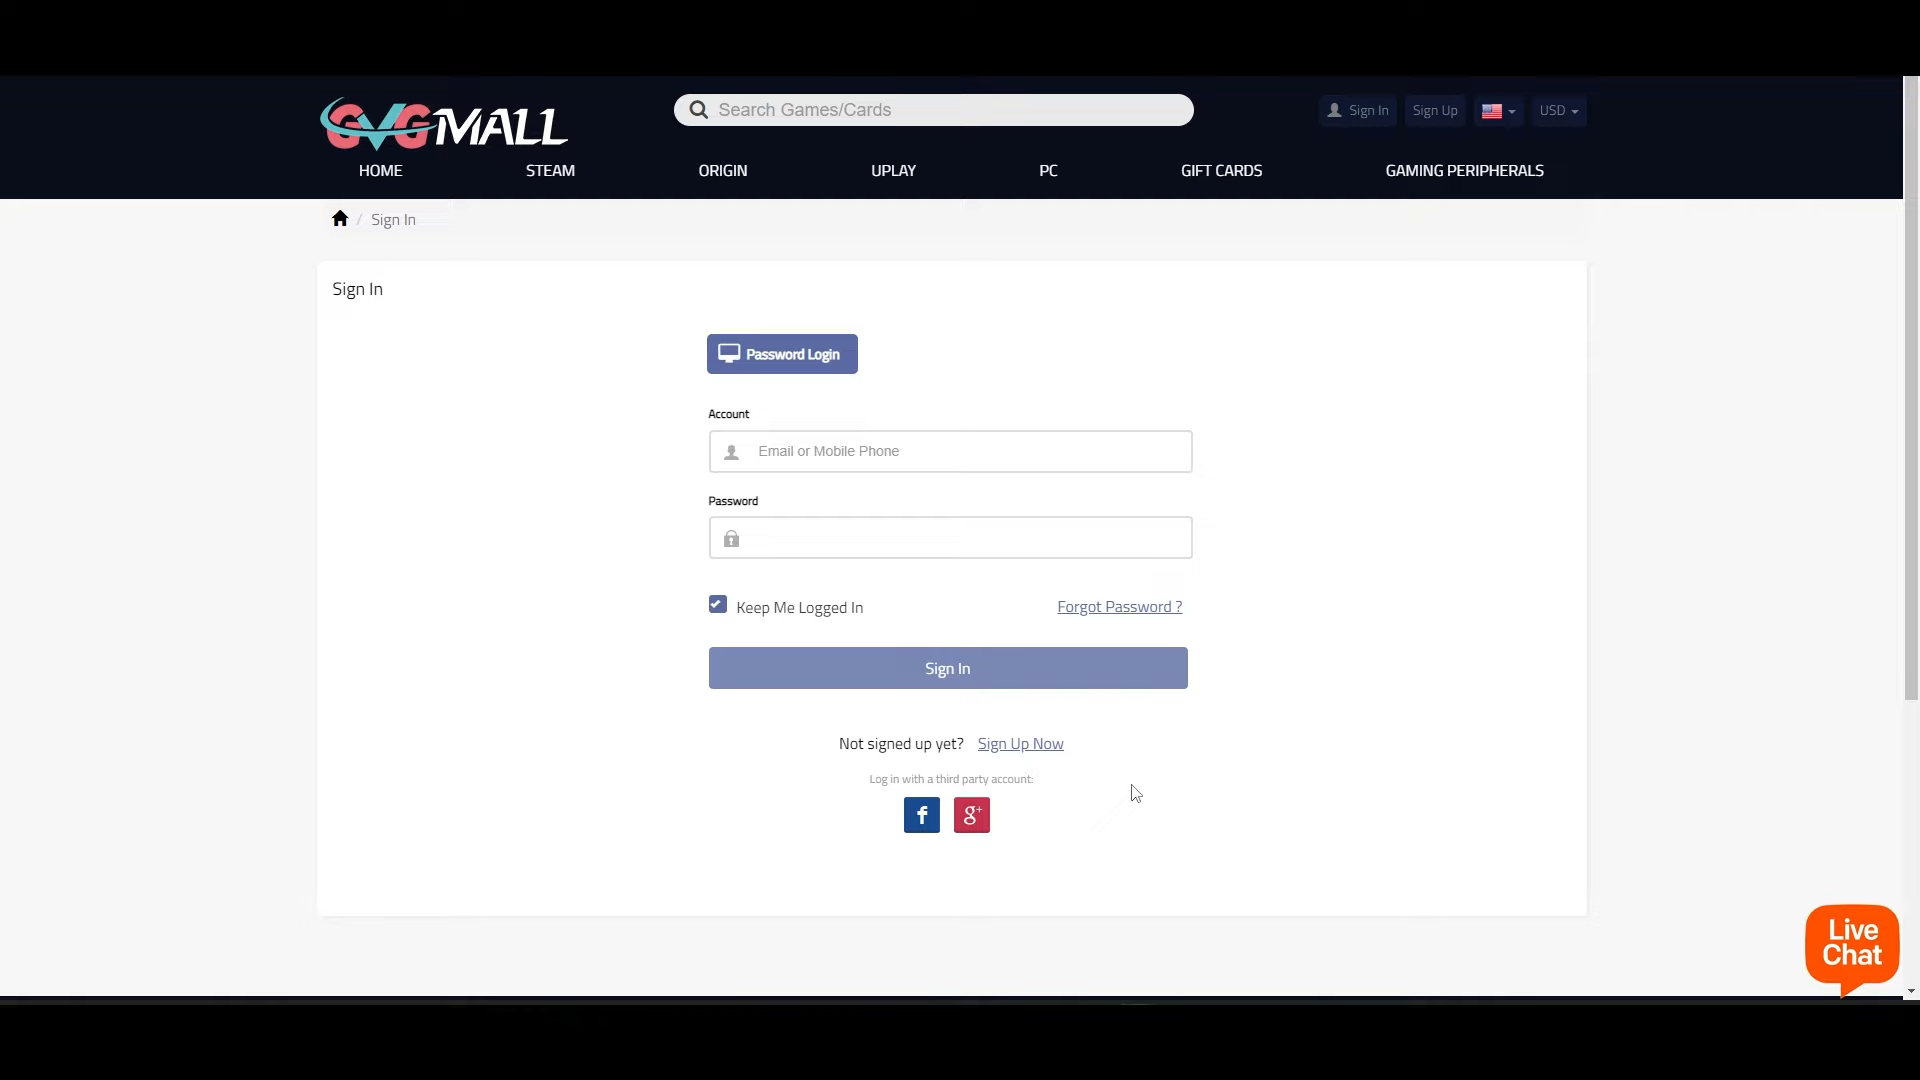 GVGMALL
Search Games/Cards
Sign In
Sign Up
USD
HOME
STEAM
ORIGIN
UPLAY
PC
GIFT CARDS
GAMING PERIPHERALS
/ Sign In
Sign In
Password Login
Account
Email or Mobile Phone
Password
Keep Me Logged In
Forgot Password ?
Sign In
Not signed up yet? Sign Up Now
Log in with a third party account:
f
g+
Live
Chat